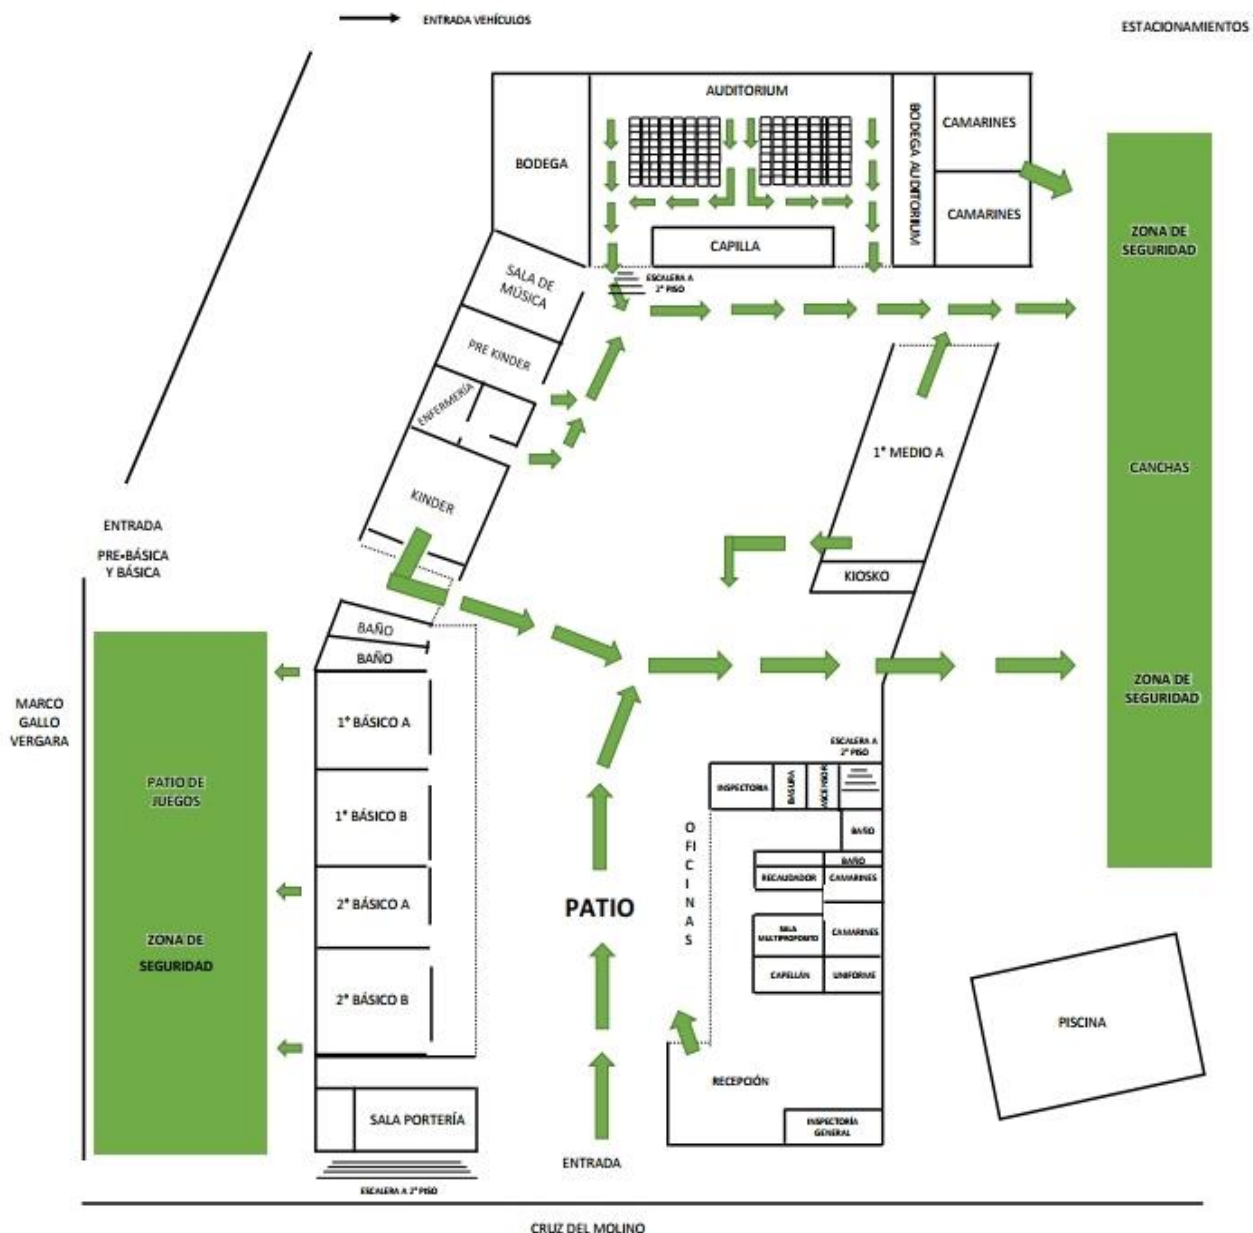 ENTRADA VEHÍCULOS
ESTACIONAMIENTOS
AUDITORIUM
BODEGA
BODEGA AUDITORIUM
CAMARINES
CAMARINES
CAPILLA
ZONA DE
SEGURIDAD
SALA DE
MÚSICA
ESCALERA A
2° PISO
PRE KINDER
ENFERMERÍA
1° MEDIO A
CANCHAS
KINDER
ENTRADA
PRE-BÁSICA
Y BÁSICA
KIOSKO
BAÑO
BAÑO
MARCO
GALLO
VERGARA
1° BÁSICO A
ZONA DE
SEGURIDAD
PATIO DE
JUEGOS
1° BÁSICO B
ESCALERA A
2° PISO
INSPECTORIA
BASURA
ASCENSOR
BAÑO
BAÑO
OFICINAS
RECAUDADOR
CAMARINES
2° BÁSICO A
PATIO
ZONA DE
SEGURIDAD
SALA
MULTIPROPÓSITO
CAMARINES
CAPELLÁN
UNIFORME
2° BÁSICO B
PISCINA
RECEPCIÓN
SALA PORTERÍA
INSPECTORÍA
GENERAL
ENTRADA
ESCALERA A 2° PISO
CRUZ DEL MOLINO